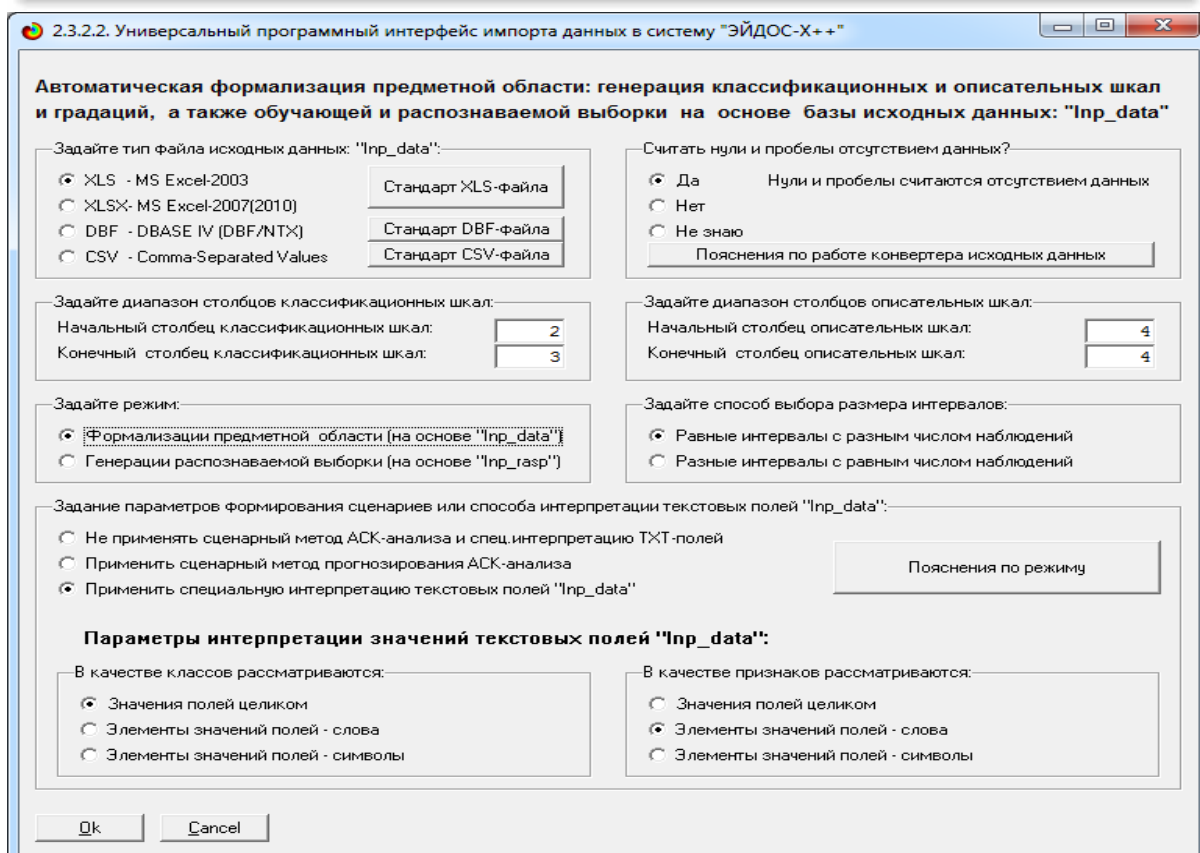 2.3.2.2. Универсальный программный интерфейс импорта данных в систему "ЭЙДОС-X++"
Автоматическая формализация предметной области: генерация классификационных и описательных шкал
и градаций, а также обучающей и распознаваемой выборки на основе базы исходных данных: "Inp_data"
Задайте тип файла исходных данных: "Inp_data":
XLS - MS Excel-2003
XLSX- MS Excel-2007(2010)
DBF - DBASE IV (DBF/NTX)
CSV - Comma-Separated Values
Стандарт XLS-файла
Стандарт DBF-файла
Стандарт CSV-файла
Считать нули и пробелы отсутствием данных?
Да Нули и пробелы считаются отсутствием данных
Нет
Не знаю
Пояснения по работе конвертера исходных данных
Задайте диапазон столбцов классификационных шкал:
Начальный столбец классификационных шкал: 2
Конечный столбец классификационных шкал: 3
Задайте диапазон столбцов описательных шкал:
Начальный столбец описательных шкал: 4
Конечный столбец описательных шкал: 4
Задайте режим:
Формализации предметной области (на основе "Inp_data")
Генерации распознаваемой выборки (на основе "Inp_rasp")
Задайте способ выбора размера интервалов:
Равные интервалы с разным числом наблюдений
Разные интервалы с равным числом наблюдений
Задание параметров формирования сценариев или способа интерпретации текстовых полей "Inp_data":
Не применять сценарный метод АСК-анализа и спец.интерпретацию TXT-полей
Применить сценарный метод прогнозирования АСК-анализа
Применить специальную интерпретацию текстовых полей "Inp_data"
Пояснения по режиму
Параметры интерпретации значений текстовых полей "Inp_data":
В качестве классов рассматриваются:
Значения полей целиком
Элементы значений полей - слова
Элементы значений полей - символы
В качестве признаков рассматриваются:
Значения полей целиком
Элементы значений полей - слова
Элементы значений полей - символы
Ok
Cancel